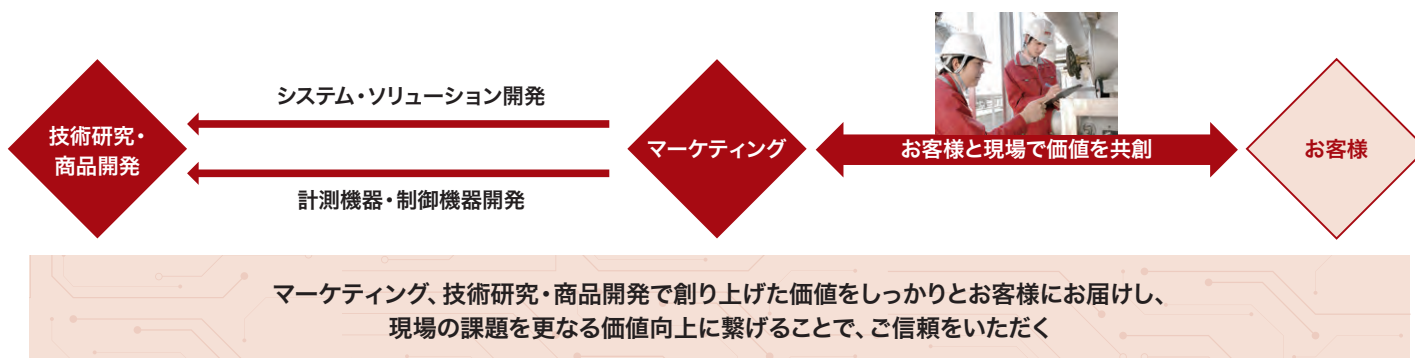 システム・ソリューション開発
技術研究・
商品開発
マーケティング
お客様と現場で価値を共創
お客様
計測機器・制御機器開発
マーケティング、技術研究・商品開発で創り上げた価値をしっかりとお客様にお届けし、
現場の課題を更なる価値向上に繋げることで、ご信頼をいただく